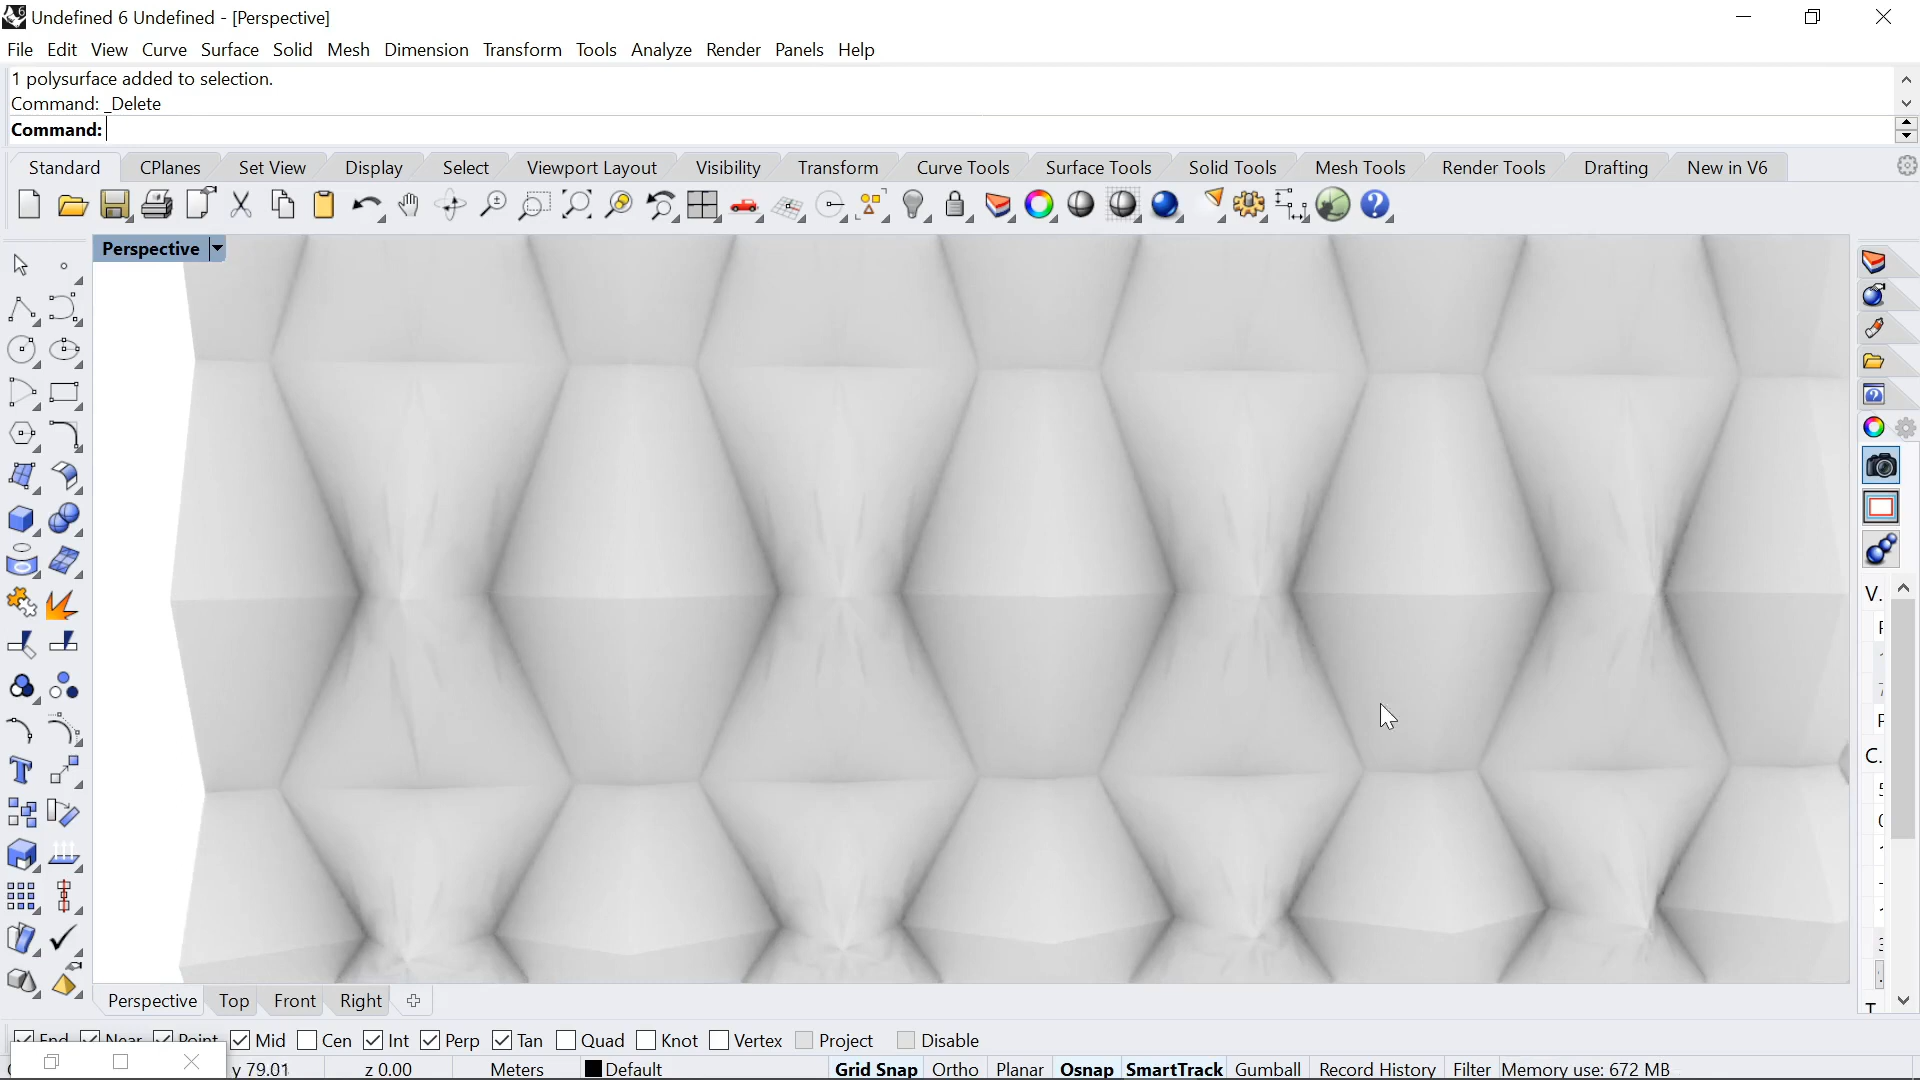 Undefined 6 Undefined - [Perspective]
File Edit View Curve Surface Solid Mesh Dimension Transform Tools Analyze Render Panels Help
1 polysurface added to selection.
Command: _Delete
Command:
Standard CPlanes Set View Display Select Viewport Layout Visibility Transform Curve Tools Surface Tools Solid Tools Mesh Tools Render Tools Drafting New in V6
Perspective
V.
C.
Perspective Top Front Right
End Near Point Mid Cen Int Perp Tan Quad Knot Vertex Project Disable
y 79.01 z 0.00 Meters Default Grid Snap Ortho Planar Osnap SmartTrack Gumball Record History Filter Memory use: 672 MB